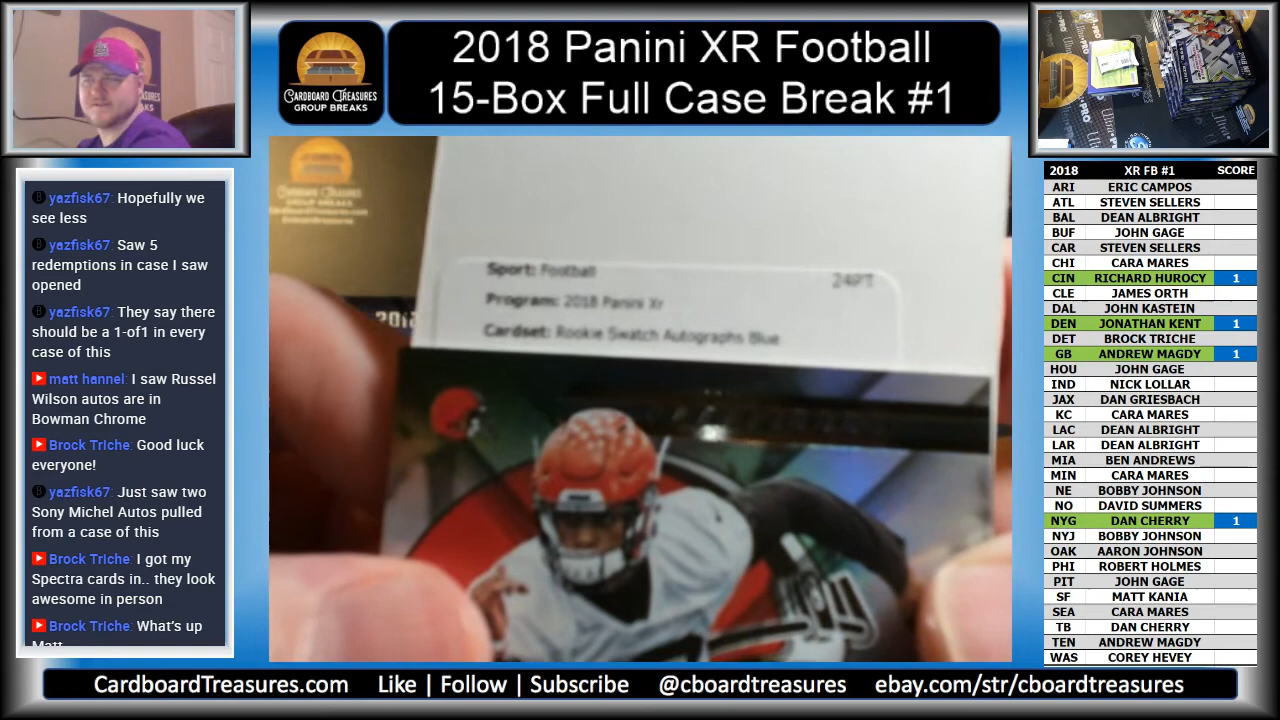 2018 Panini XR Football
15-Box Full Case Break #1
CARDBOARD TREASURES
GROUP BREAKS
yazfisk67: Hopefully we
see less
yazfisk67: Saw 5
redemptions in case I saw
opened
yazfisk67: They say there
should be a 1-of1 in every
case of this
matt hannel: I saw Russel
Wilson autos are in
Bowman Chrome
Brock Triche: Good luck
everyone!
yazfisk67: Just saw two
Sony Michel Autos pulled
from a case of this
Brock Triche: I got my
Spectra cards in.. they look
awesome in person
Brock Triche: What's up
Matt
Sport: Football
24PT
Program: 2018 Panini Xr
Cardset: Rookie Swatch Autographs Blue
2018 XR FB #1 SCORE
ARI ERIC CAMPOS
ATL STEVEN SELLERS
BAL DEAN ALBRIGHT
BUF JOHN GAGE
CAR STEVEN SELLERS
CHI CARA MARES
CIN RICHARD HUROCY 1
CLE JAMES ORTH
DAL JOHN KASTEIN
DEN JONATHAN KENT 1
DET BROCK TRICHE
GB ANDREW MAGDY 1
HOU JOHN GAGE
IND NICK LOLLAR
JAX DAN GRIESBACH
KC CARA MARES
LAC DEAN ALBRIGHT
LAR DEAN ALBRIGHT
MIA BEN ANDREWS
MIN CARA MARES
NE BOBBY JOHNSON
NO DAVID SUMMERS
NYG DAN CHERRY 1
NYJ BOBBY JOHNSON
OAK AARON JOHNSON
PHI ROBERT HOLMES
PIT JOHN GAGE
SF MATT KANIA
SEA CARA MARES
TB DAN CHERRY
TEN ANDREW MAGDY
WAS COREY HEVEY
CardboardTreasures.com Like | Follow | Subscribe @cboardtreasures ebay.com/str/cboardtreasures